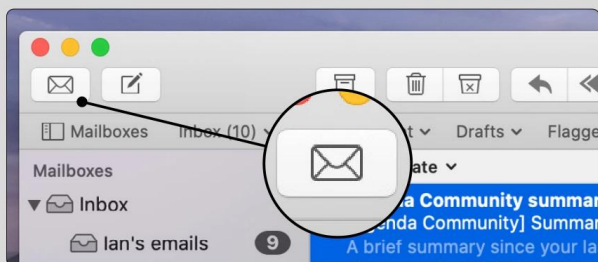 Mailboxes Inbox (10) Drafts Flagge
Mailboxes
Inbox
Ian's emails 9
a Community summar
enda Community] Summar
A brief summary since your la